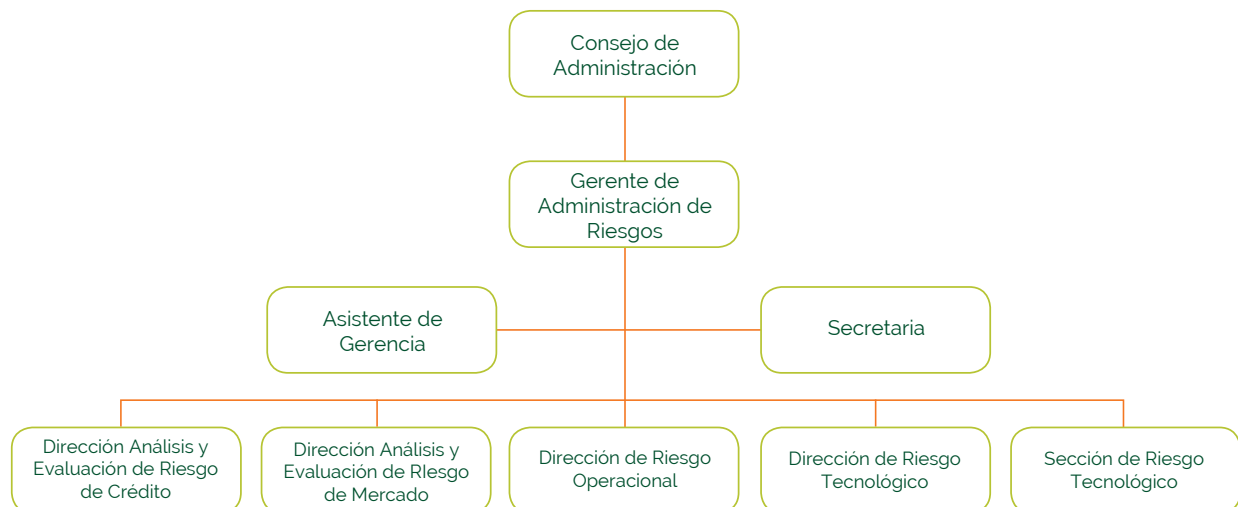 Consejo de
Administración
Gerente de
Administración de
Riesgos
Asistente de
Gerencia
Secretaria
Dirección Análisis y
Evaluación de Riesgo
de Crédito
Dirección Análisis y
Evaluación de RIesgo
de Mercado
Dirección de Riesgo
Operacional
Dirección de Riesgo
Tecnológico
Sección de Riesgo
Tecnológico